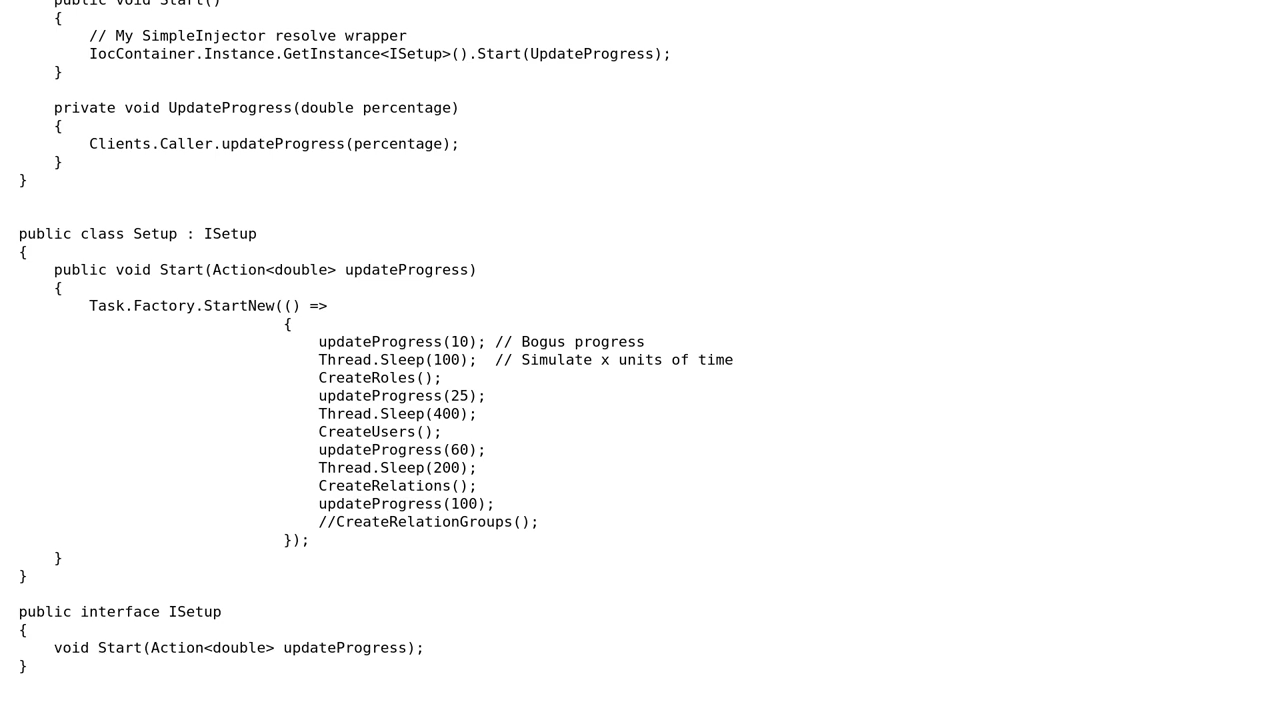 public void Start()
    {
        // My SimpleInjector resolve wrapper
        IocContainer.Instance.GetInstance<ISetup>().Start(UpdateProgress);
    }

    private void UpdateProgress(double percentage)
    {
        Clients.Caller.updateProgress(percentage);
    }
}


public class Setup : ISetup
{
    public void Start(Action<double> updateProgress)
    {
        Task.Factory.StartNew(() =>
                              {
                                  updateProgress(10); // Bogus progress
                                  Thread.Sleep(100);  // Simulate x units of time
                                  CreateRoles();
                                  updateProgress(25);
                                  Thread.Sleep(400);
                                  CreateUsers();
                                  updateProgress(60);
                                  Thread.Sleep(200);
                                  CreateRelations();
                                  updateProgress(100);
                                  //CreateRelationGroups();
                              });
    }
}

public interface ISetup
{
    void Start(Action<double> updateProgress);
}